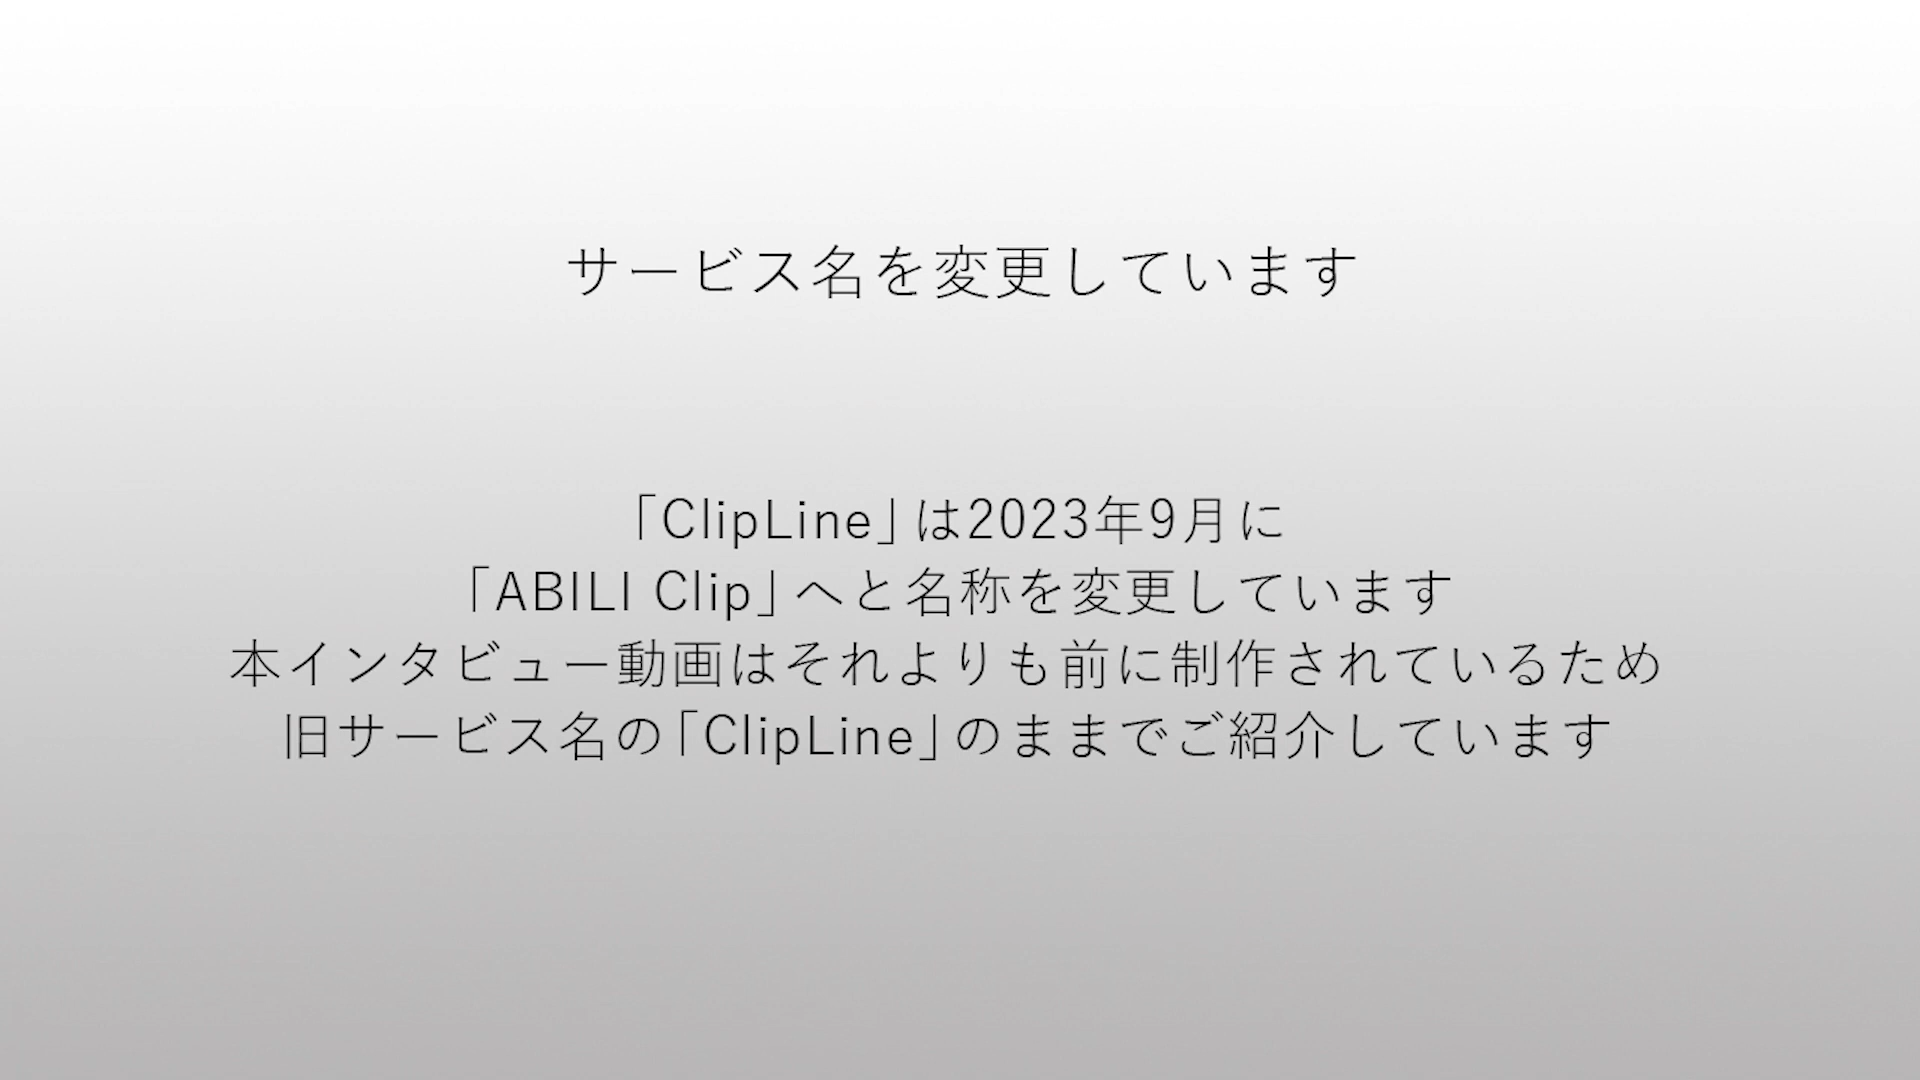 サービス名を変更しています
「ClipLine」は2023年9月に
「ABILI Clip」へと名称を変更しています
本インタビュー動画はそれよりも前に制作されているため
旧サービス名の「ClipLine」のままでご紹介しています